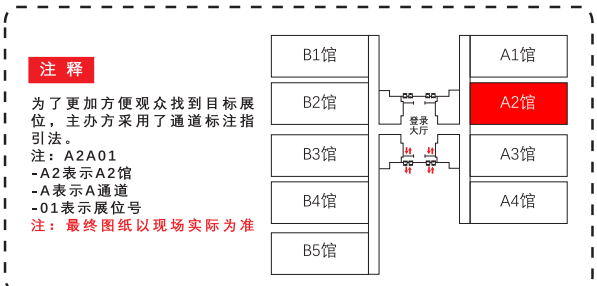 注 释
为了更加方便观众找到目标展
位，主办方采用了通道标注指
引法。
注：A2A01
-A2表示A2馆
-A表示A通道
-01表示展位号
注：最终图纸以现场实际为准
B1馆
B2馆
B3馆
B4馆
B5馆
登录
大厅
A1馆
A2馆
A3馆
A4馆